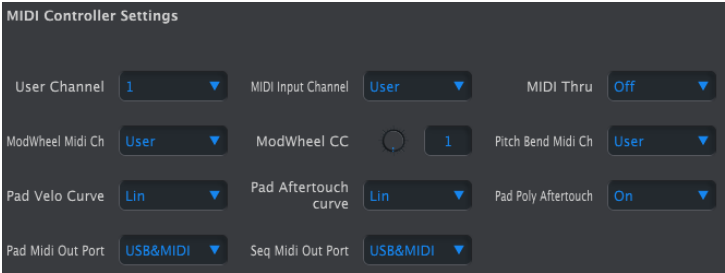 MIDI Controller Settings
User Channel 1 MIDI Input Channel User MIDI Thru Off
ModWheel Midi Ch User ModWheel CC 1 Pitch Bend Midi Ch User
Pad Velo Curve Lin Pad Aftertouch curve Lin Pad Poly Aftertouch On
Pad Midi Out Port USB&MIDI Seq Midi Out Port USB&MIDI